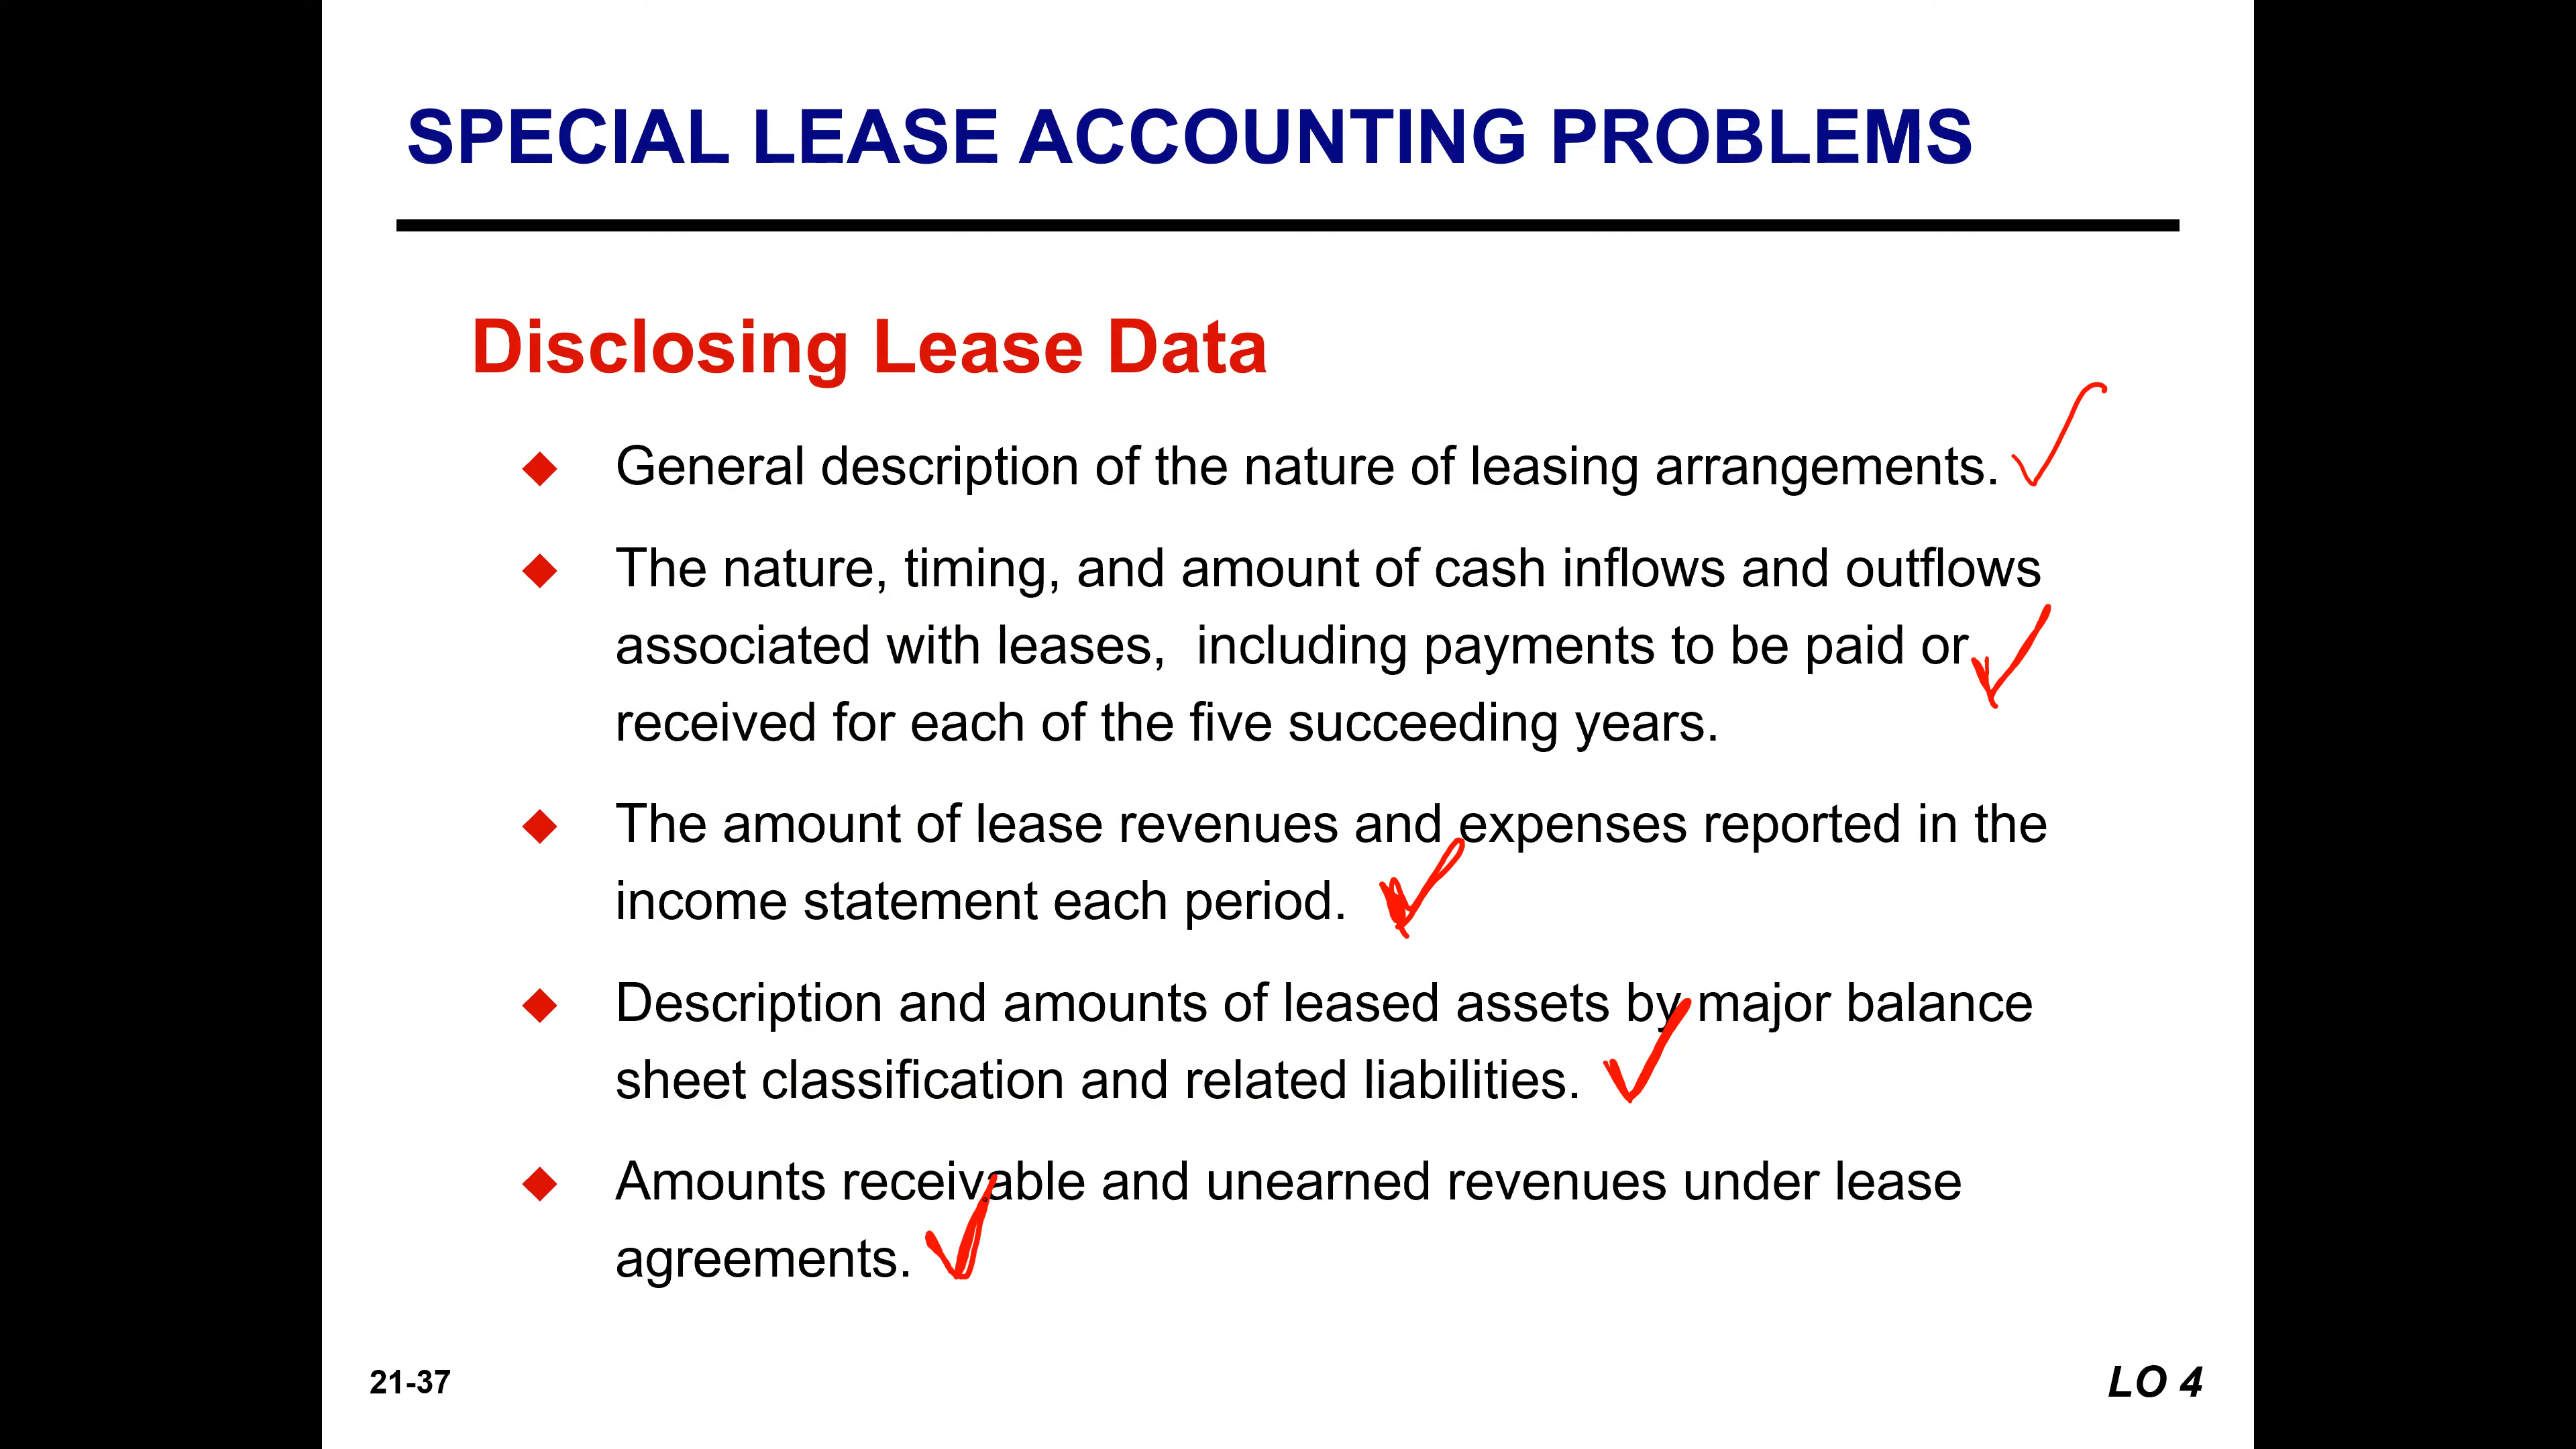 SPECIAL LEASE ACCOUNTING PROBLEMS
Disclosing Lease Data
General description of the nature of leasing arrangements.
The nature, timing, and amount of cash inflows and outflows
associated with leases,  including payments to be paid or
received for each of the five succeeding years.
The amount of lease revenues and expenses reported in the
income statement each period.
Description and amounts of leased assets by major balance
sheet classification and related liabilities.
Amounts receivable and unearned revenues under lease
agreements.
21-37
LO 4